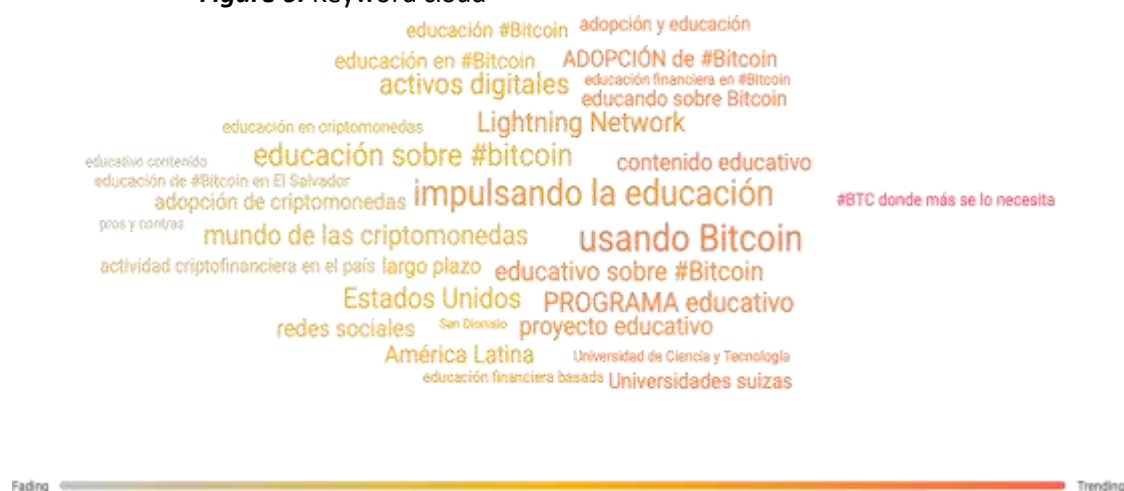 Figure 5. Keyword cloud
educación #Bitcoin adopción y educación
educación en #Bitcoin ADOPCIÓN de #Bitcoin
activos digitales educación financiera en #Bitcoin
educando sobre Bitcoin
educación en criptomonedas Lightning Network
educativo contenido educación sobre #bitcoin contenido educativo
educación de #Bitcoin en El Salvador
adopción de criptomonedas impulsando la educación #BTC donde más se lo necesita
pros y contras mundo de las criptomonedas usando Bitcoin
actividad criptofinanciera en el país largo plazo educativo sobre #Bitcoin
Estados Unidos PROGRAMA educativo
redes sociales San Dionisio proyecto educativo
América Latina Universidad de Ciencia y Tecnología
educación financiera basada Universidades suizas
Fading Trending